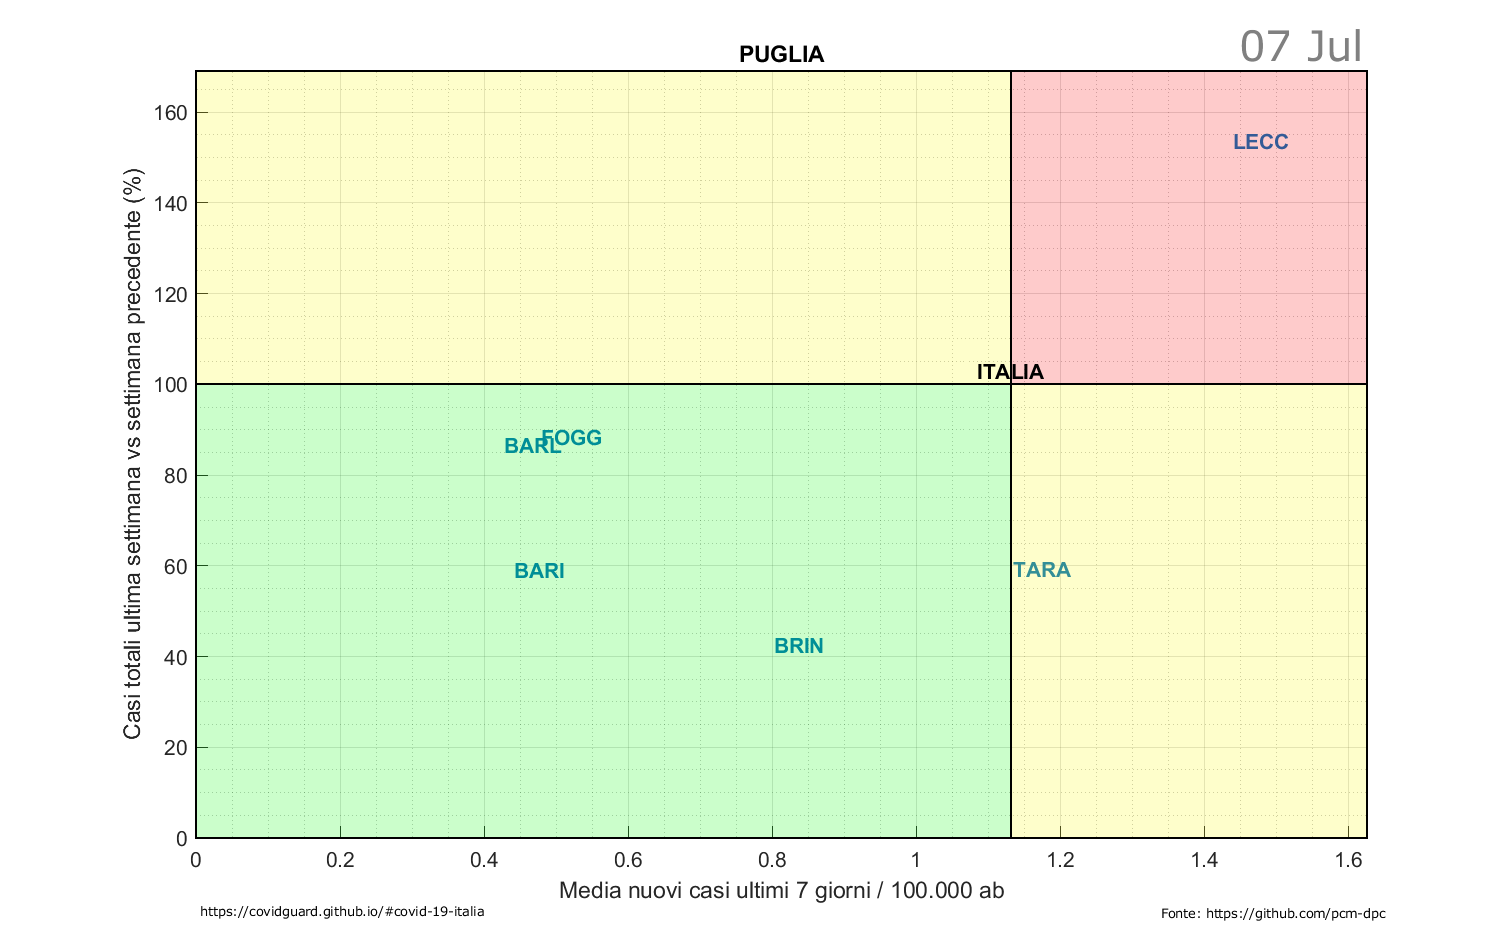 07 Jul
PUGLIA
Casi totali ultima settimana vs settimana precedente (%)
160
140
120
100
80
60
40
20
0
LECC
ITALIA
FOGG
BARL
BARI
TARA
BRIN
0 0.2 0.4 0.6 0.8 1 1.2 1.4 1.6
Media nuovi casi ultimi 7 giorni / 100.000 ab
https://covidguard.github.io/#covid-19-italia
Fonte: https://github.com/pcm-dpc